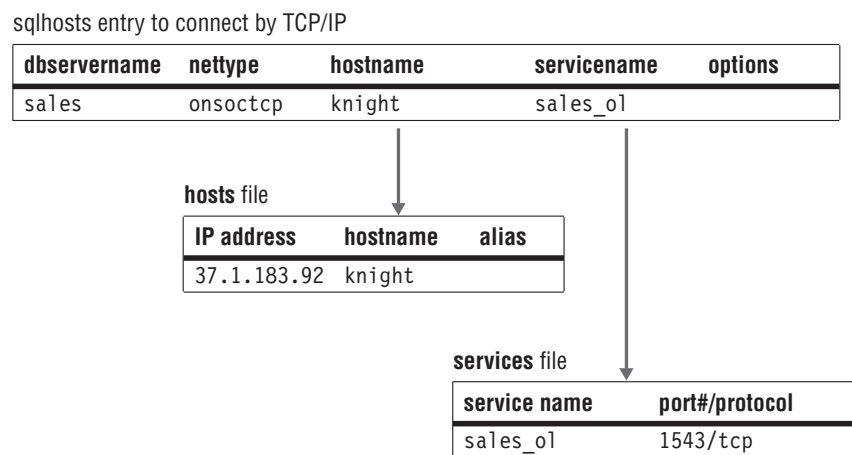 sqlhosts entry to connect by TCP/IP
dbservername nettype hostname servicename options
sales onsoctcp knight sales_ol
hosts file
IP address hostname alias
37.1.183.92 knight
services file
service name port#/protocol
sales_ol 1543/tcp